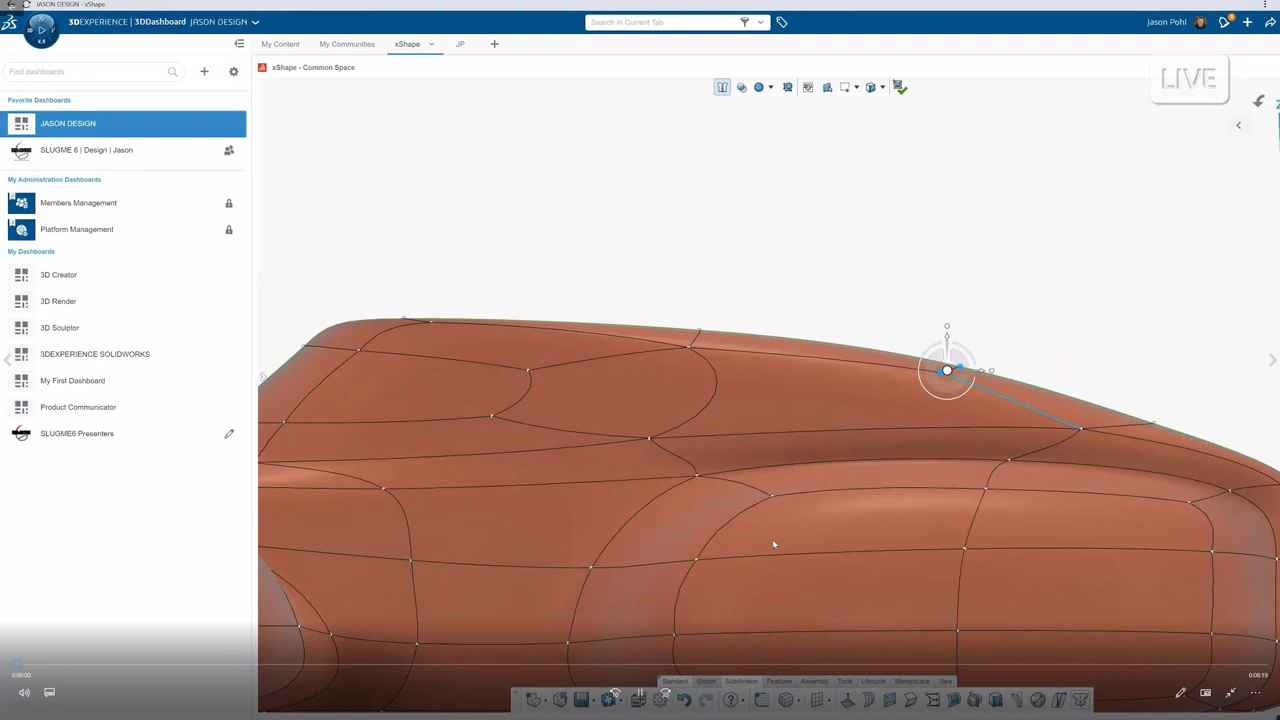 JASON DESIGN - xShape
3DEXPERIENCE | 3DDashboard JASON DESIGN
Search In Current Tab
Jason Pohl
My Content
My Communities
xShape
JP
Find dashboards
xShape - Common Space
LIVE
Favorite Dashboards
JASON DESIGN
SLUGME 6 | Design | Jason
My Administration Dashboards
Members Management
Platform Management
My Dashboards
3D Creator
3D Render
3D Sculptor
3DEXPERIENCE SOLIDWORKS
My First Dashboard
Product Communicator
SLUGME6 Presenters
0:00:00
0:08:19
Standard
Sketch
Subdivision
Features
Assembly
Tools
Lifecycle
Marketplace
View